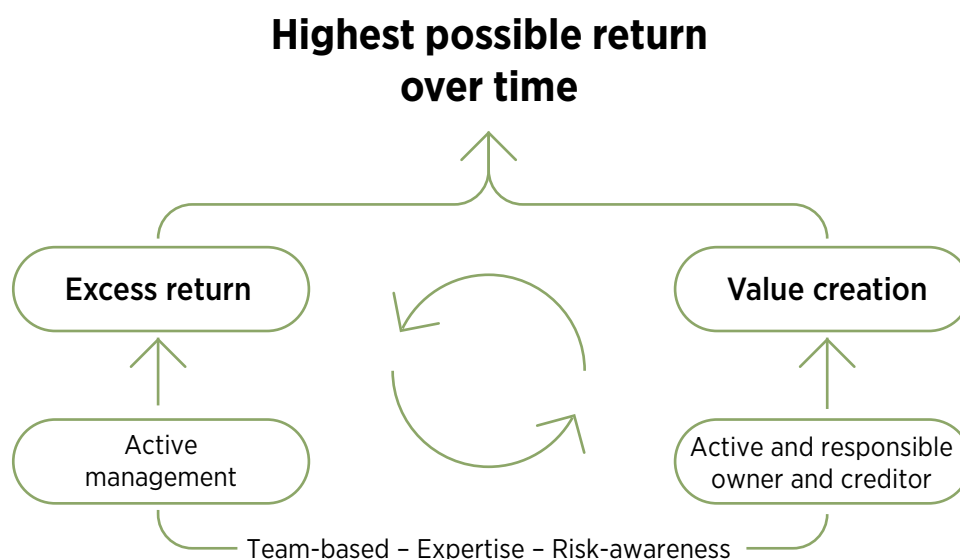 Highest possible return
over time
Excess return
Value creation
Active
management
Active and responsible
owner and creditor
Team-based – Expertise – Risk-awareness